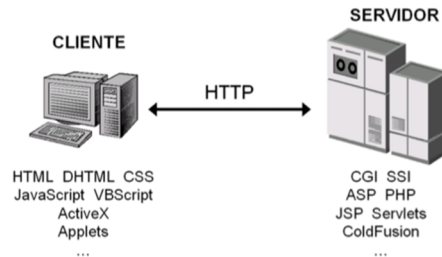 SERVIDOR
CLIENTE
HTTP
HTML DHTML CSS
JavaScript VBScript
ActiveX
Applets
...
CGI SSI
ASP PHP
JSP Servlets
ColdFusion
...